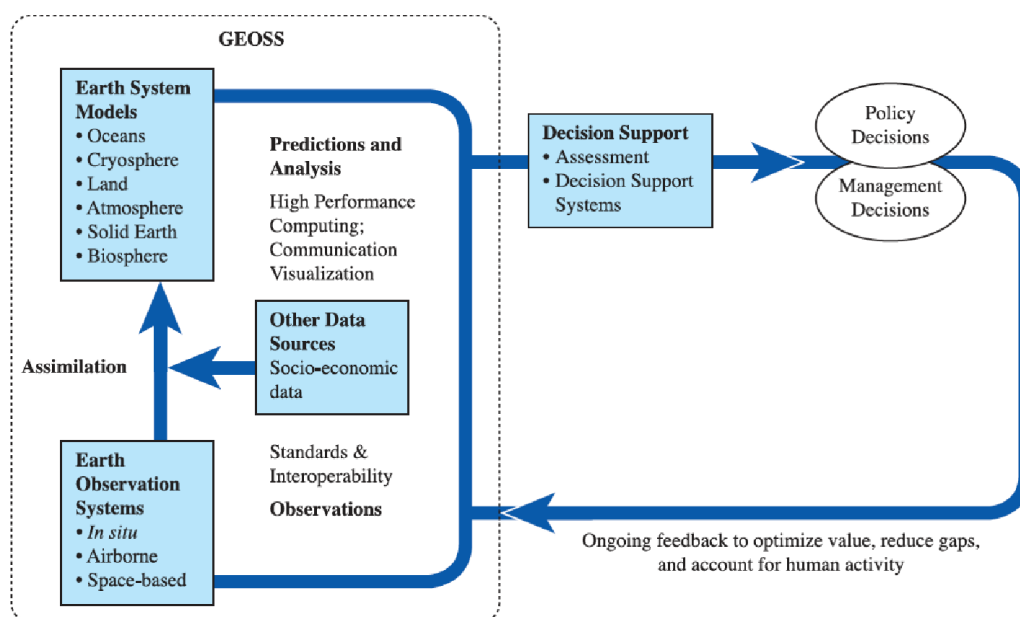 GEOSS
Earth System
Models
• Oceans
• Cryosphere
• Land
• Atmosphere
• Solid Earth
• Biosphere
Predictions and
Analysis
High Performance
Computing;
Communication
Visualization
Other Data
Sources
Socio-economic
data
Assimilation
Earth
Observation
Systems
• In situ
• Airborne
• Space-based
Standards &
Interoperability
Observations
Decision Support
• Assessment
• Decision Support
Systems
Policy
Decisions
Management
Decisions
Ongoing feedback to optimize value, reduce gaps,
and account for human activity